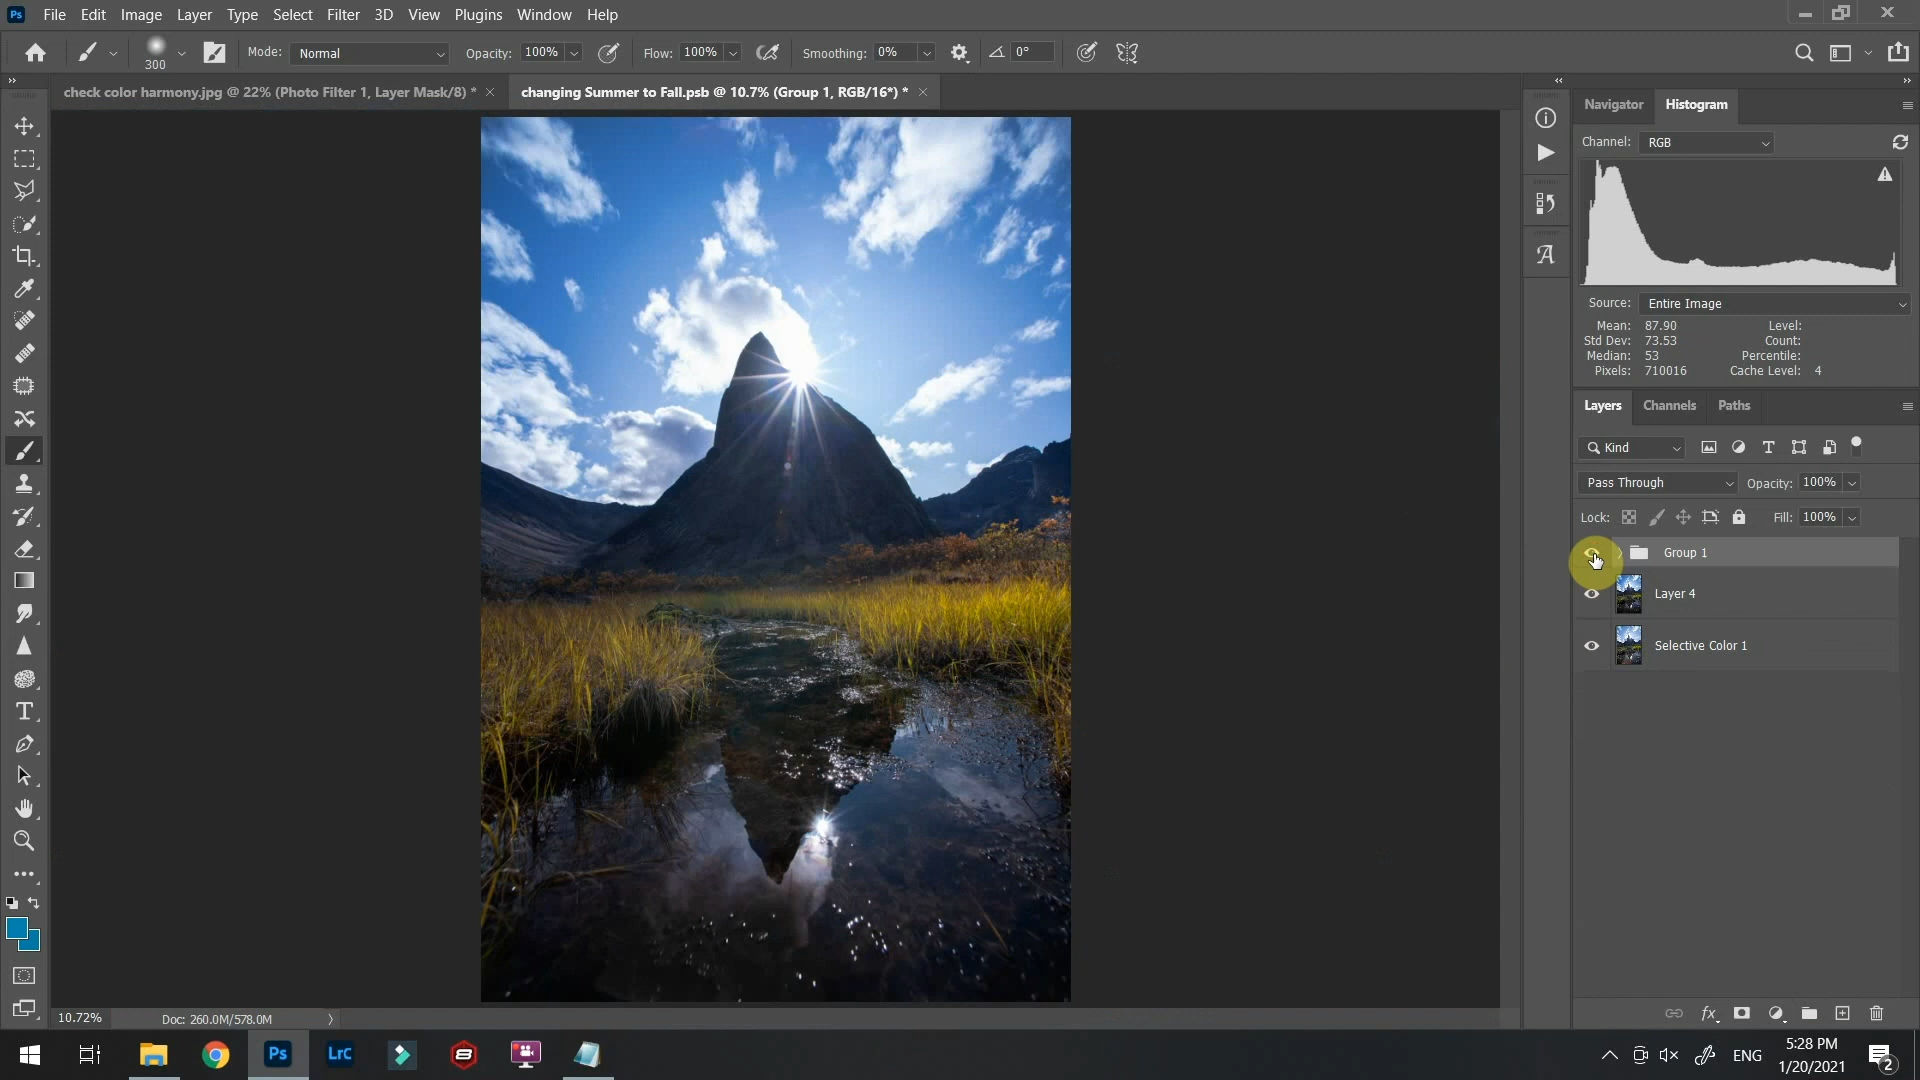 Ps File Edit Image Layer Type Select Filter 3D View Plugins Window Help
300 Mode: Normal Opacity: 100% Flow: 100% Smoothing: 0% 0°
check color harmony.jpg @ 22% (Photo Filter 1, Layer Mask/8) * changing Summer to Fall.psb @ 10.7% (Group 1, RGB/16*) *
Navigator Histogram
Channel: RGB
Source: Entire Image
Mean: 87.90 Level:
Std Dev: 73.53 Count:
Median: 53 Percentile:
Pixels: 710016 Cache Level: 4
Layers Channels Paths
Kind
Pass Through Opacity: 100%
Lock: Fill: 100%
Group 1
Layer 4
Selective Color 1
10.72% Doc: 260.0M/578.0M
Ps LrC ENG 5:28 PM
1/20/2021 2